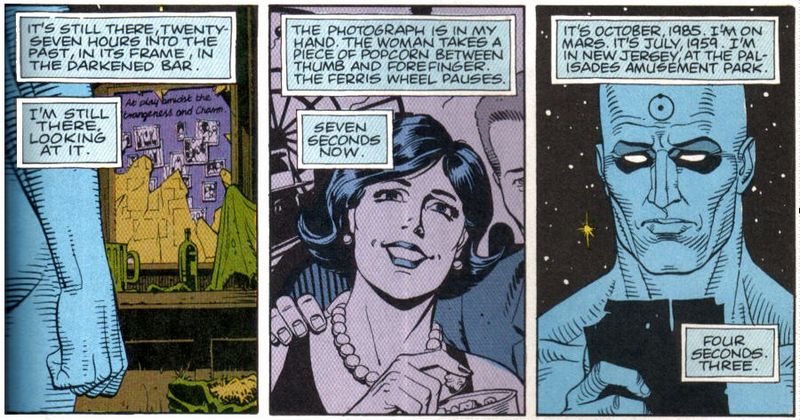 IT'S STILL THERE, TWENTY-
SEVEN HOURS INTO THE
PAST, IN ITS FRAME, IN
THE DARKENED BAR.
I'M STILL
THERE,
LOOKING
AT IT.
At play amidst the
Strangeness and Charm.
THE PHOTOGRAPH IS IN MY
HAND. THE WOMAN TAKES A
PIECE OF POPCORN BETWEEN
THUMB AND FOREFINGER.
THE FERRIS WHEEL PAUSES.
SEVEN
SECONDS
NOW.
IT'S OCTOBER, 1985. I'M ON
MARS. IT'S JULY, 1959. I'M
IN NEW JERSEY, AT THE PAL-
ISADES AMUSEMENT PARK.
FOUR
SECONDS.
THREE.